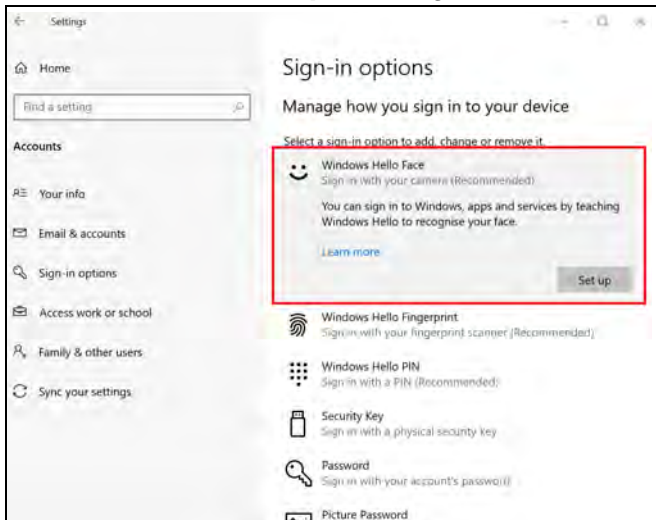 Settings
Home
Find a setting
Accounts
Your info
Email & accounts
Sign-in options
Access work or school
Family & other users
Sync your settings
Sign-in options
Manage how you sign in to your device
Select a sign-in option to add, change or remove it.
Windows Hello Face
Sign in with your camera (Recommended)
You can sign in to Windows, apps and services by teaching
Windows Hello to recognise your face.
Learn more
Set up
Windows Hello Fingerprint
Sign in with your fingerprint scanner (Recommended)
Windows Hello PIN
Sign in with a PIN (Recommended)
Security Key
Sign in with a physical security key
Password
Sign in with your account's password
Picture Password